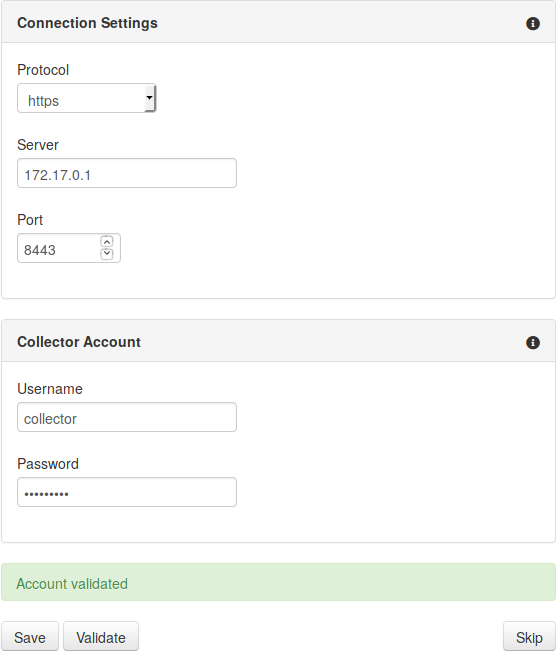 Connection Settings
Protocol
https
Server
172.17.0.1
Port
8443
Collector Account
Username
collector
Password
•••••••••
Account validated
Save Validate Skip